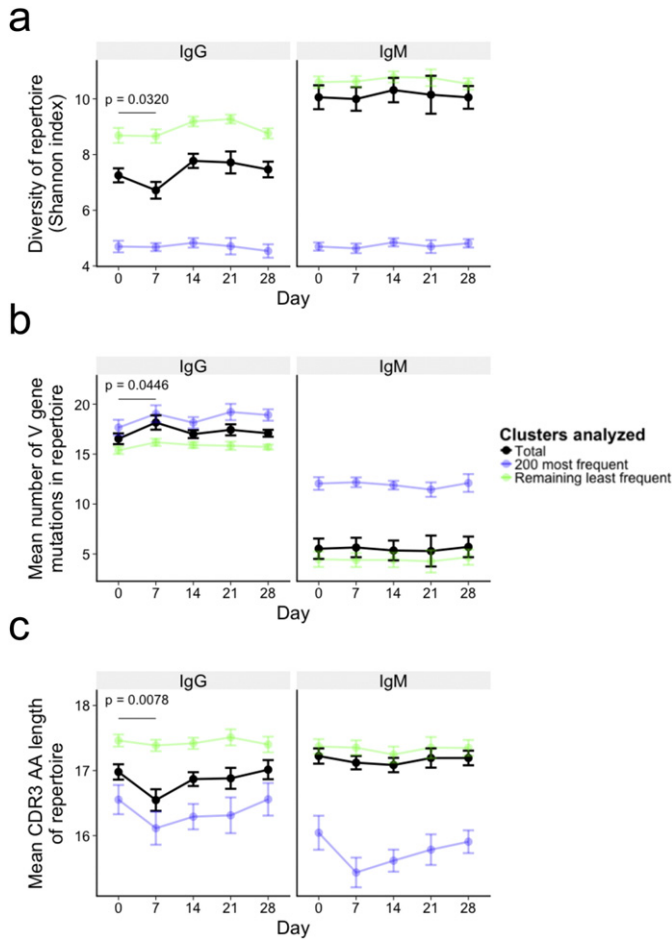 a
IgG
IgM
Diversity of repertoire
(Shannon index)
10
8
6
4
p = 0.0320
0
7
14
21
28
0
7
14
21
28
Day
b
IgG
IgM
Mean number of V gene
mutations in repertoire
20
15
10
5
p = 0.0446
0
7
14
21
28
0
7
14
21
28
Day
Clusters analyzed
Total
200 most frequent
Remaining least frequent
c
IgG
IgM
Mean CDR3 AA length
of repertoire
18
17
16
p = 0.0078
0
7
14
21
28
0
7
14
21
28
Day